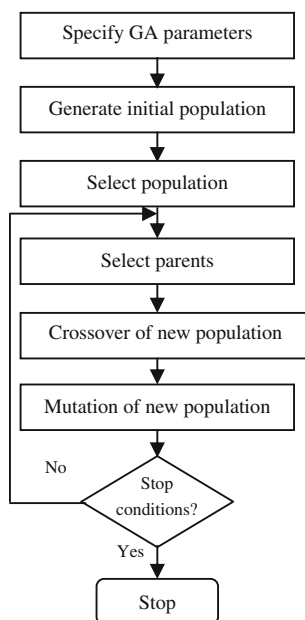 Specify GA parameters
Generate initial population
Select population
Select parents
Crossover of new population
Mutation of new population
No
Stop
conditions?
Yes
Stop